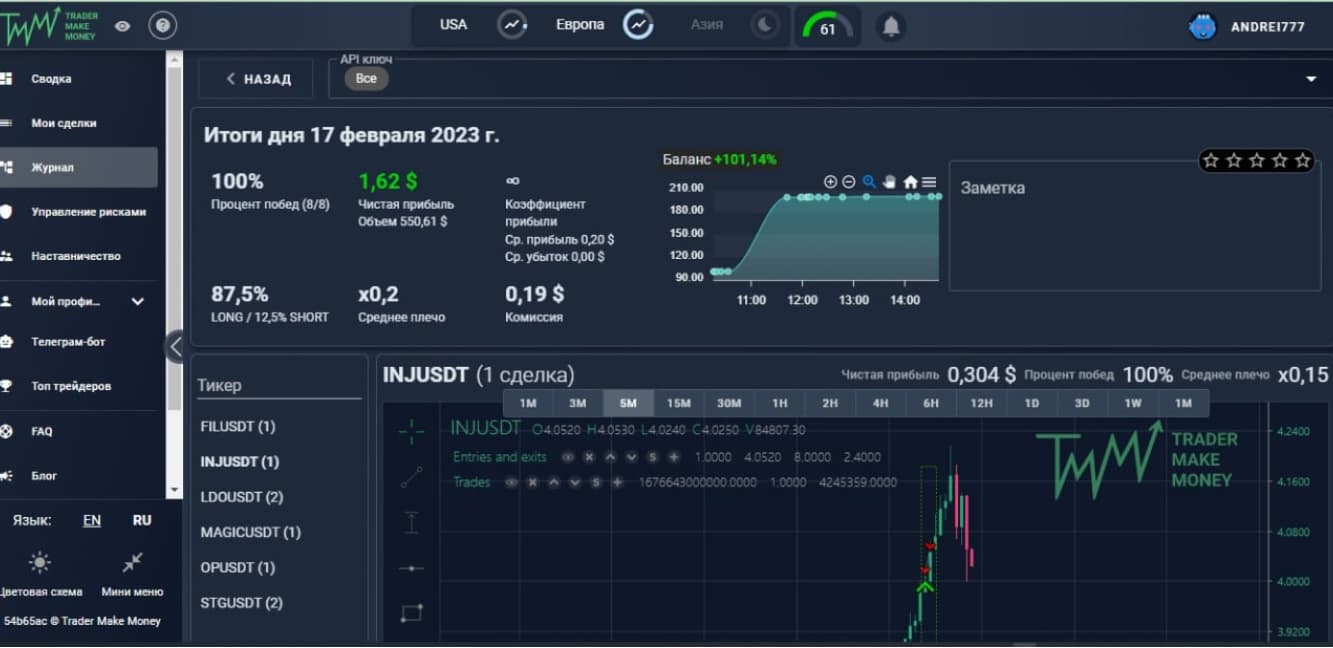 TRADER
MAKE
MONEY
USA
Европа
Азия
61
ANDREI777
Сводка
Мои сделки
Журнал
Управление рисками
Наставничество
Мой профи...
Телеграм-бот
Топ трейдеров
FAQ
Блог
Язык: EN RU
Цветовая схема Мини меню
54b65ac © Trader Make Money
НАЗАД
API ключ
Все
Итоги дня 17 февраля 2023 г.
100%
Процент побед (8/8)
1,62 $
Чистая прибыль
Объем 550,61 $
∞
Коэффициент
прибыли
Ср. прибыль 0,20 $
Ср. убыток 0,00 $
87,5%
LONG / 12,5% SHORT
x0,2
Среднее плечо
0,19 $
Комиссия
Баланс +101,14%
210.00
180.00
150.00
120.00
90.00
11:00 12:00 13:00 14:00
Заметка
Тикер
FILUSDT (1)
INJUSDT (1)
LDOUSDT (2)
MAGICUSDT (1)
OPUSDT (1)
STGUSDT (2)
INJUSDT (1 сделка)
Чистая прибыль 0,304 $ Процент побед 100% Среднее плечо x0,15
1M 3M 5M 15M 30M 1H 2H 4H 6H 12H 1D 3D 1W 1M
INJUSDT O4.0520 H4.0530 L4.0240 C4.0250 V84807.30
Entries and exits 1.0000 4.0520 8.0000 2.4000
Trades 1676643000000.0000 1.0000 4245359.0000
TRADER
MAKE
MONEY
4.2400
4.1600
4.0800
4.0000
3.9200